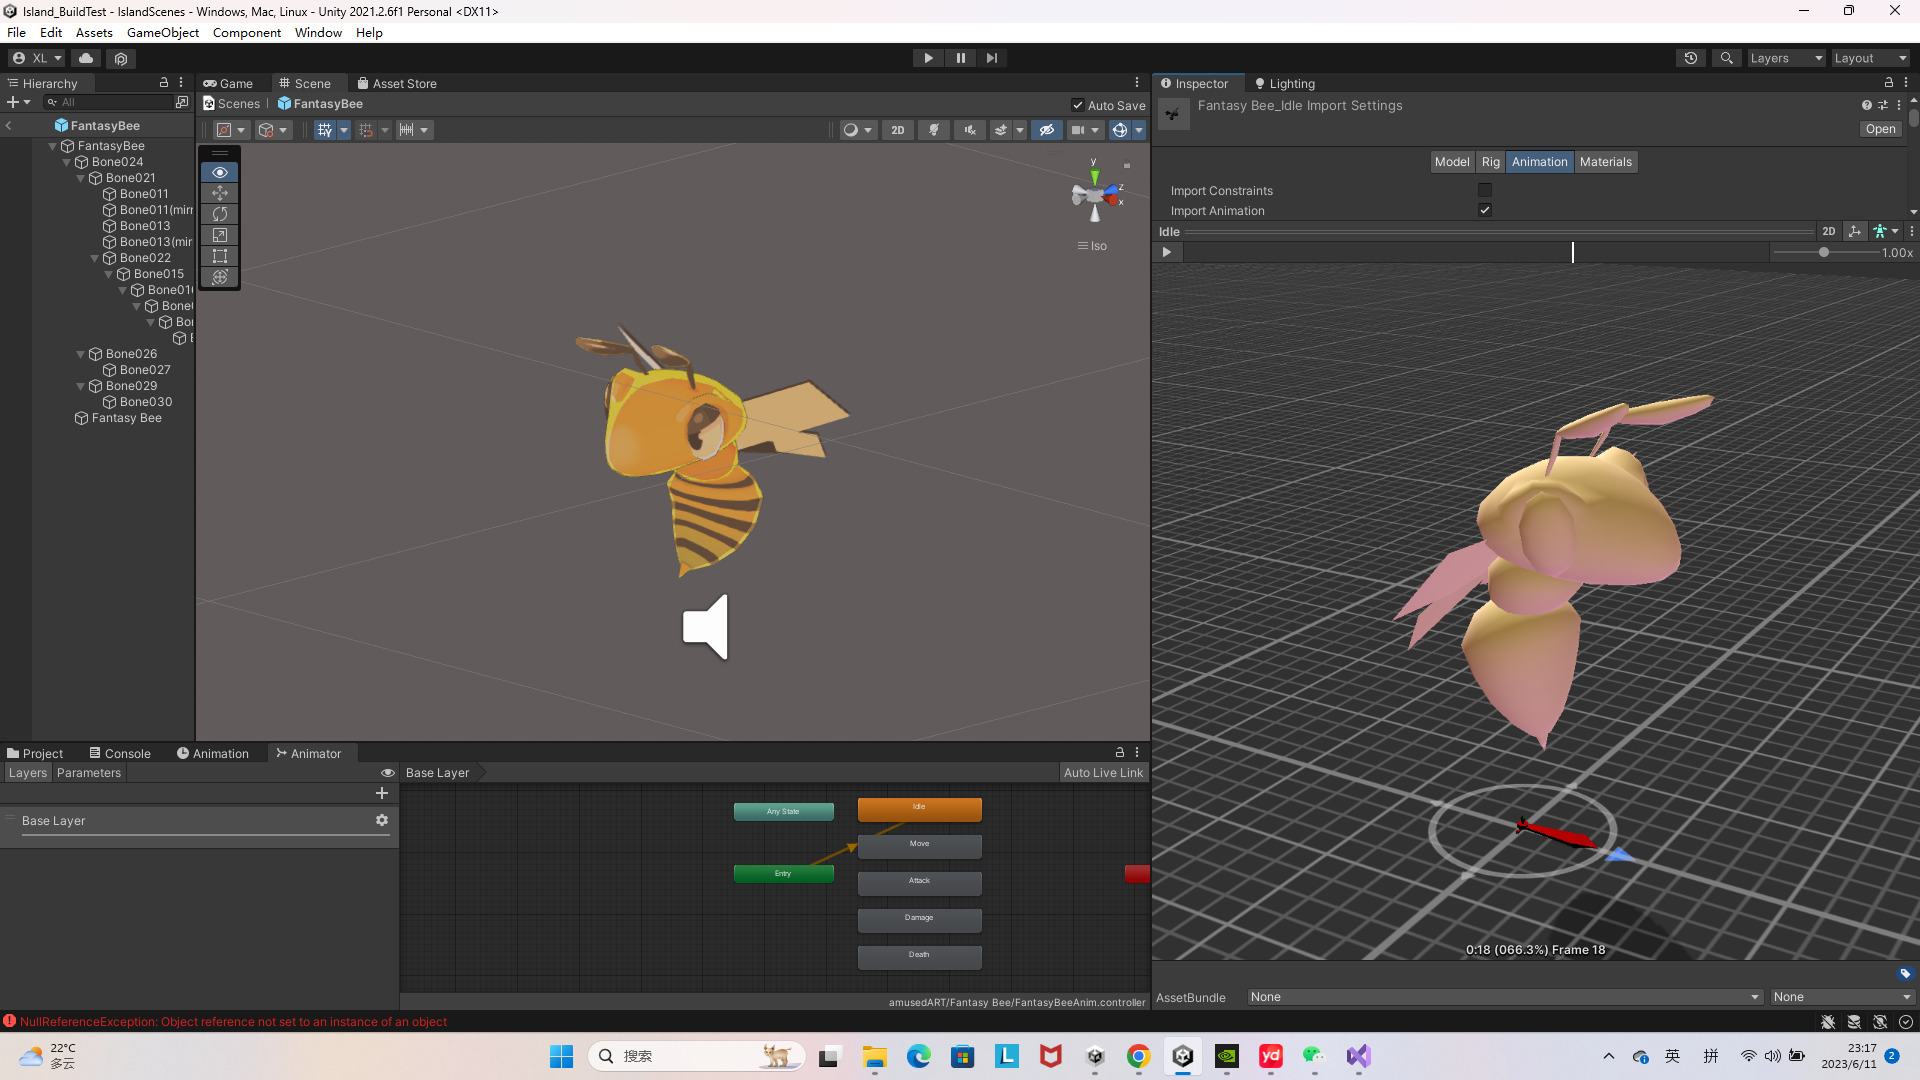 Island_BuildTest - IslandScenes - Windows, Mac, Linux - Unity 2021.2.6f1 Personal <DX11>
File Edit Assets GameObject Component Window Help
XL Layers Layout
Hierarchy Game Scene Asset Store Inspector Lighting
All Scenes FantasyBee Auto Save Fantasy Bee_Idle Import Settings
FantasyBee 2D Open
FantasyBee
Bone024
Bone021
Bone011
Bone011(mirr
Bone013
Bone013(mir
Bone022
Bone015
Bone01
Bone
Bo
Bone026
Bone027
Bone029
Bone030
Fantasy Bee
y
z
x
Iso
Model Rig Animation Materials
Import Constraints
Import Animation
Idle 2D
1.00x
0:18 (066.3%) Frame 18
AssetBundle None None
Project Console Animation Animator
Layers Parameters Base Layer Auto Live Link
Base Layer
Any State
Entry
Idle
Move
Attack
Damage
Death
amusedART/Fantasy Bee/FantasyBeeAnim.controller
NullReferenceException: Object reference not set to an instance of an object
22°C
多云
搜索
L
yd
英
拼
23:17
2023/6/11
2